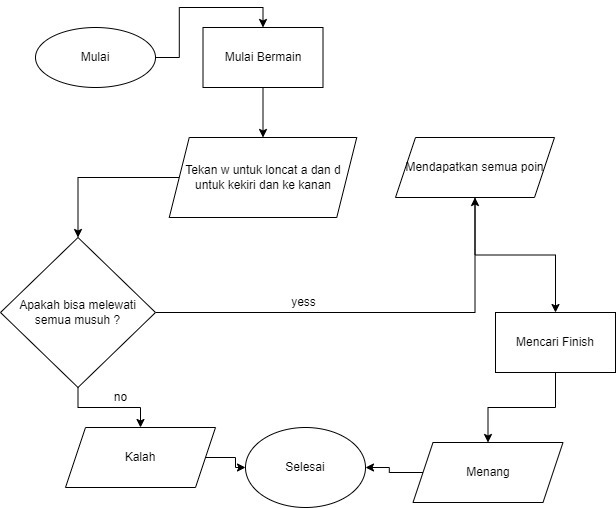 Mulai
Mulai Bermain
Tekan w untuk loncat a dan d
untuk kekiri dan ke kanan
Mendapatkan semua poin
Apakah bisa melewati
semua musuh ?
yess
Mencari Finish
no
Kalah
Selesai
Menang